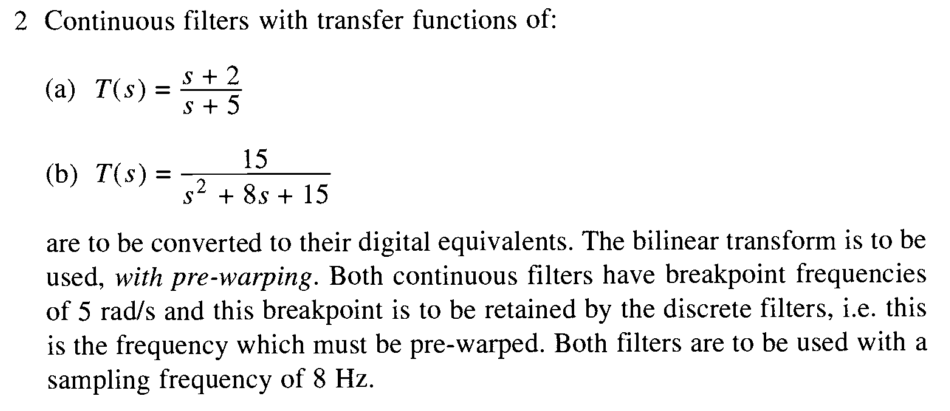 2 Continuous filters with transfer functions of:
(a) T(s) = (s + 2)/(s + 5)
(b) T(s) = 15/(s² + 8s + 15)
are to be converted to their digital equivalents. The bilinear transform is to be
used, with pre-warping. Both continuous filters have breakpoint frequencies
of 5 rad/s and this breakpoint is to be retained by the discrete filters, i.e. this
is the frequency which must be pre-warped. Both filters are to be used with a
sampling frequency of 8 Hz.